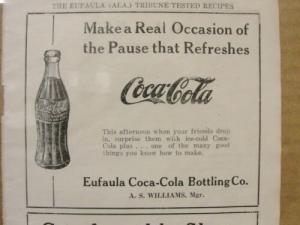 THE EUFAULA (ALA.) TRIBUNE TESTED RECIPES
Make a Real Occasion of
the Pause that Refreshes
Coca-Cola
This afternoon when your friends drop
in, surprise them with ice-cold Coca-
Cola plus . . . one of the many good
things you know how to make.
Eufaula Coca-Cola Bottling Co.
A. S. WILLIAMS, Mgr.